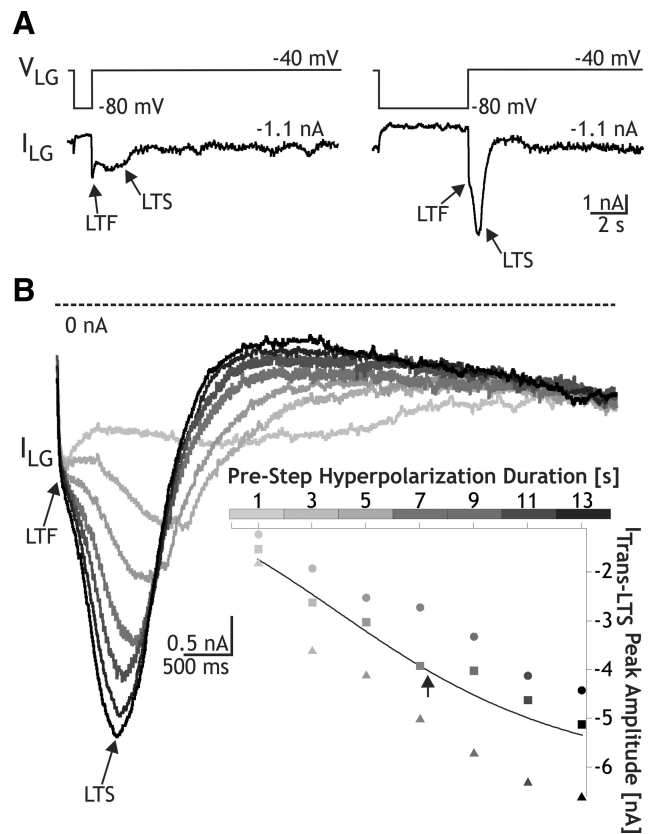 A
V LG
-40 mV
-80 mV
-40 mV
-80 mV
I LG
-1.1 nA
LTF
LTS
-1.1 nA
LTF
LTS
1 nA
2 s
B
0 nA
I LG
LTF
LTS
0.5 nA
500 ms
Pre-Step Hyperpolarization Duration [s]
1 3 5 7 9 11 13
-2
-3
-4
-5
-6
I Trans-LTS Peak Amplitude [nA]